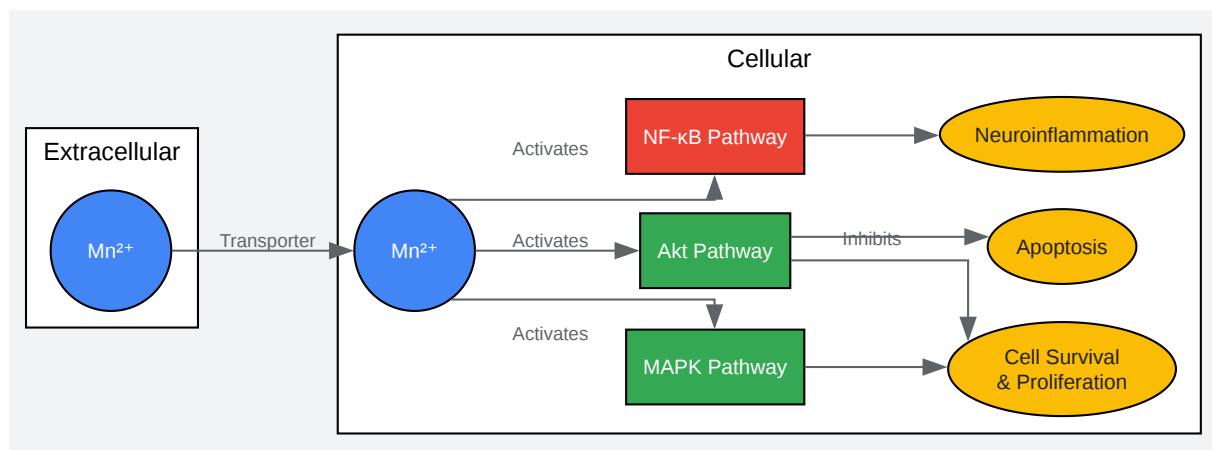 Cellular
Extracellular
Mn²⁺
Transporter
Mn²⁺
Activates
NF-κB Pathway
Neuroinflammation
Activates
Akt Pathway
Inhibits
Apoptosis
Activates
MAPK Pathway
Cell Survival
& Proliferation